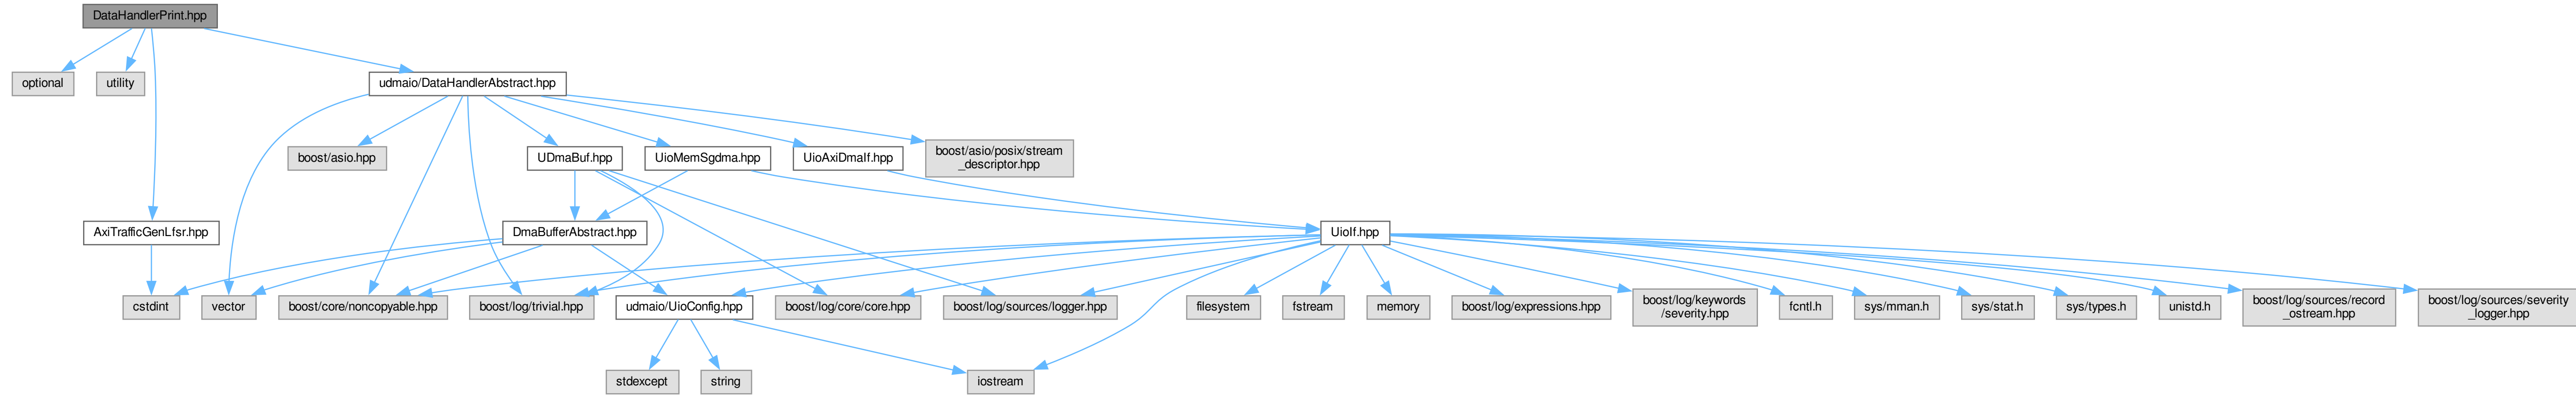 DataHandlerPrint.hpp
optional
utility
udmaio/DataHandlerAbstract.hpp
boost/asio.hpp
UDmaBuf.hpp
UioMemSgdma.hpp
UioAxiDmaIf.hpp
boost/asio/posix/stream
_descriptor.hpp
AxiTrafficGenLfsr.hpp
DmaBufferAbstract.hpp
UioIf.hpp
cstdint
vector
boost/core/noncopyable.hpp
boost/log/trivial.hpp
udmaio/UioConfig.hpp
boost/log/core/core.hpp
boost/log/sources/logger.hpp
filesystem
fstream
memory
boost/log/expressions.hpp
boost/log/keywords
/severity.hpp
fcntl.h
sys/mman.h
sys/stat.h
sys/types.h
unistd.h
boost/log/sources/record
_ostream.hpp
boost/log/sources/severity
_logger.hpp
stdexcept
string
iostream